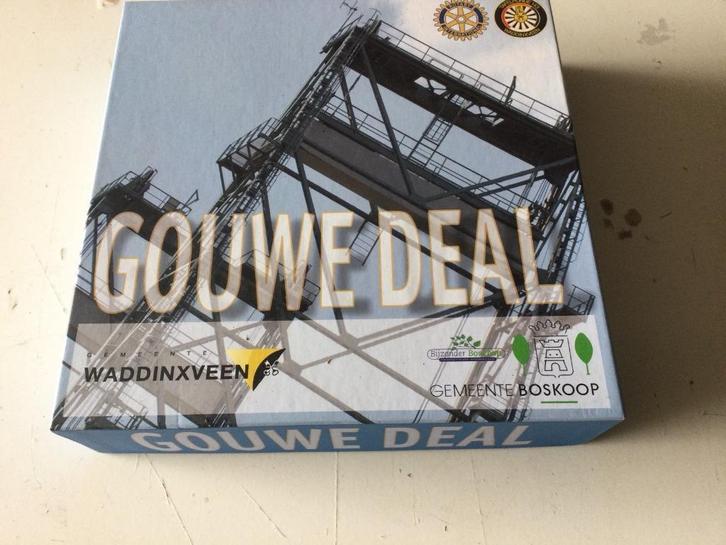 GOUWE DEAL
GEMEENTE
WADDINXVEEN
Bijzonder Boskoop
GEMEENTE BOSKOOP
GOUWE DEAL